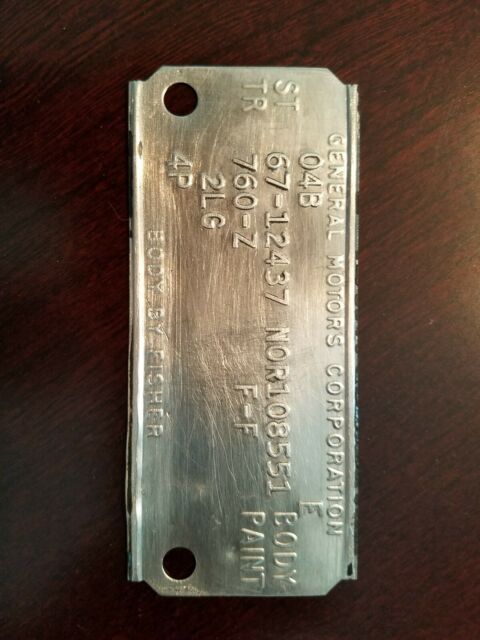 GENERAL MOTORS CORPORATION
04B E
ST 67-12437 NOR108551 BODY
TR 760-Z F-F PAINT
2LG
4P
BODY BY FISHER